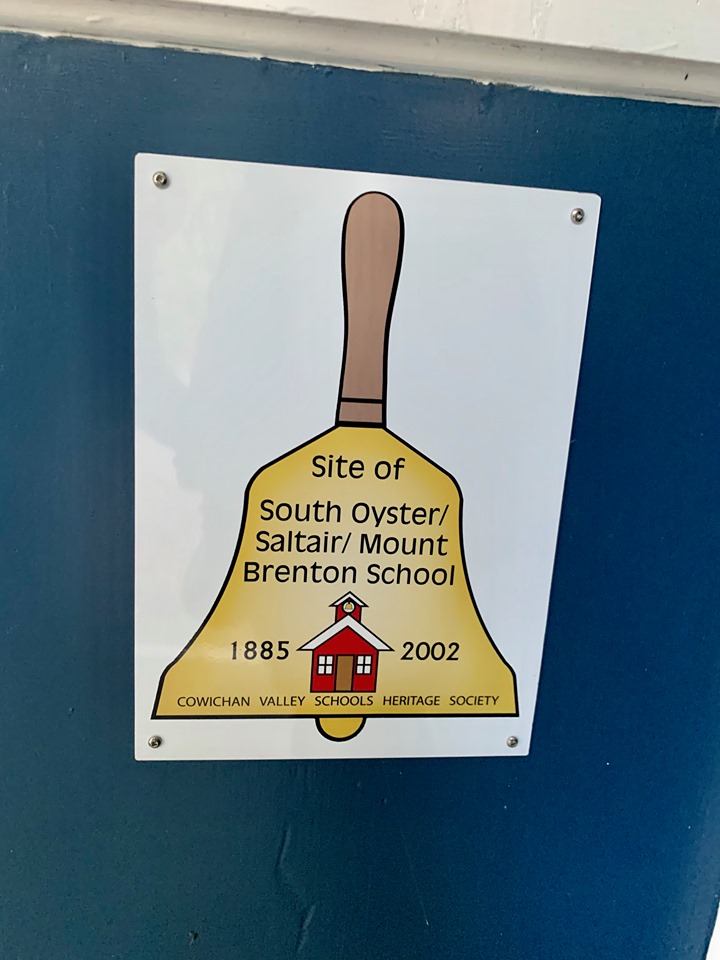 Site of
South Oyster/
Saltair/ Mount
Brenton School
1885 2002
COWICHAN VALLEY SCHOOLS HERITAGE SOCIETY